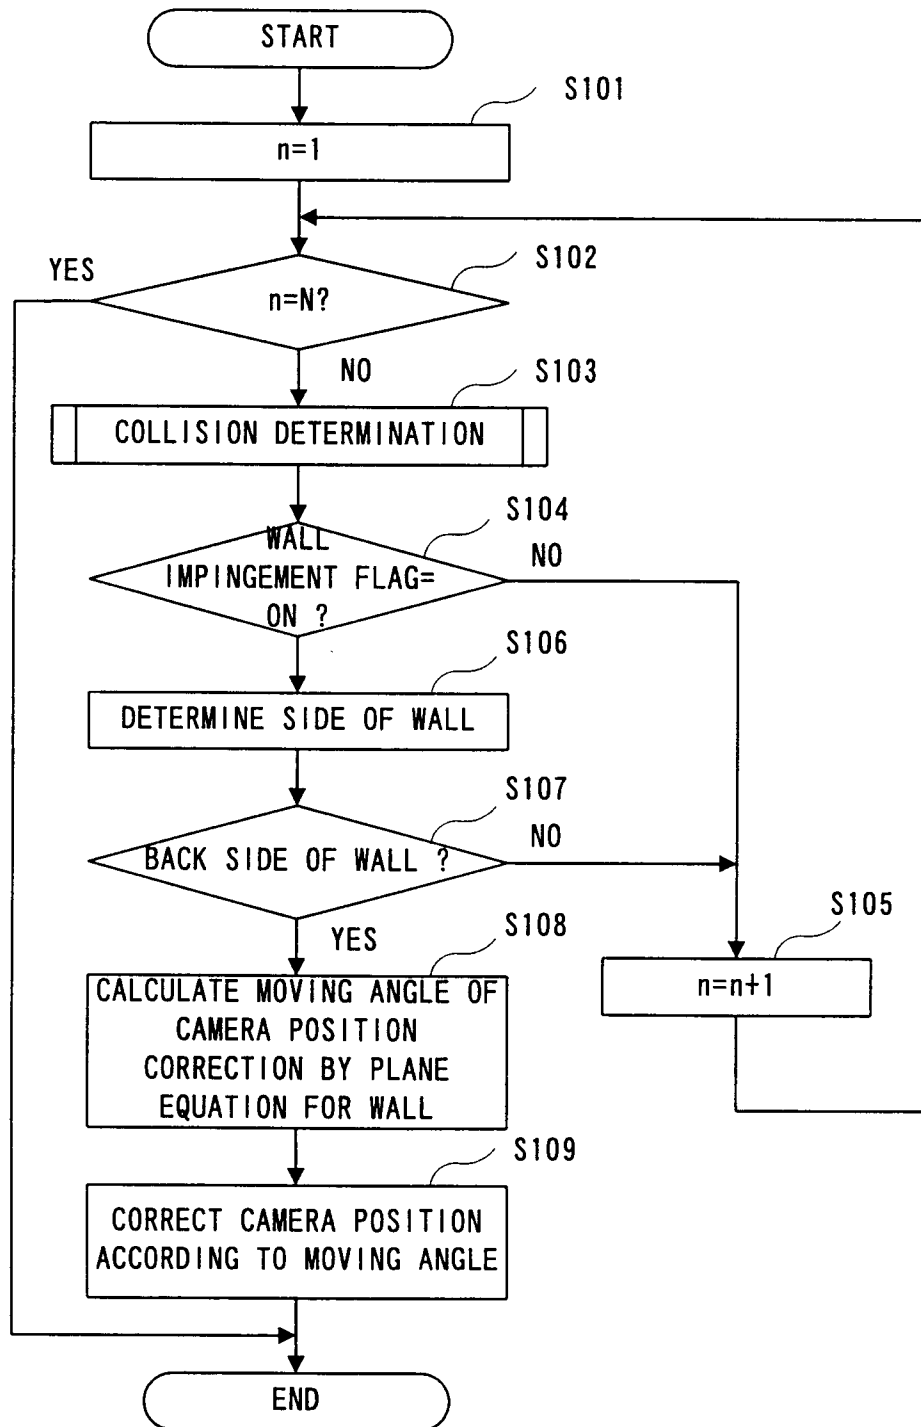 START
S101
n=1
S102
YES
n=N?
NO
S103
COLLISION DETERMINATION
S104
WALL
IMPINGEMENT FLAG=
ON ?
NO
S106
DETERMINE SIDE OF WALL
S107
BACK SIDE OF WALL ?
NO
S105
n=n+1
YES
S108
CALCULATE MOVING ANGLE OF
CAMERA POSITION
CORRECTION BY PLANE
EQUATION FOR WALL
S109
CORRECT CAMERA POSITION
ACCORDING TO MOVING ANGLE
END